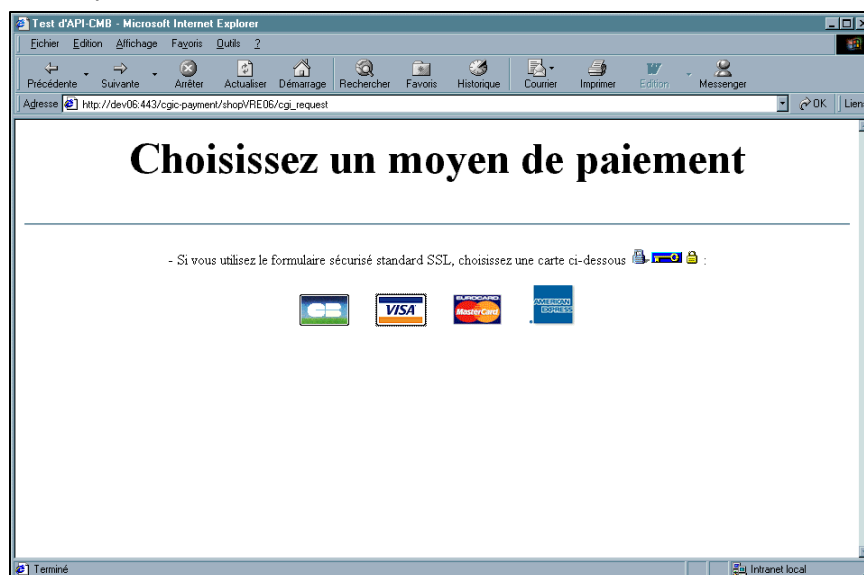 Test d'API-CMB - Microsoft Internet Explorer
Fichier Edition Affichage Favoris Outils ?
Précédente Suivante Arrêter Actualiser Démarrage Rechercher Favoris Historique Courrier Imprimer Edition Messenger
Adresse http://dev06:443/cgic-payment/shopVRE06/cgi_request OK Liens
Choisissez un moyen de paiement
- Si vous utilisez le formulaire sécurisé standard SSL, choisissez une carte ci-dessous :
CB VISA EUROCARD MasterCard AMERICAN EXPRESS
Terminé Intranet local